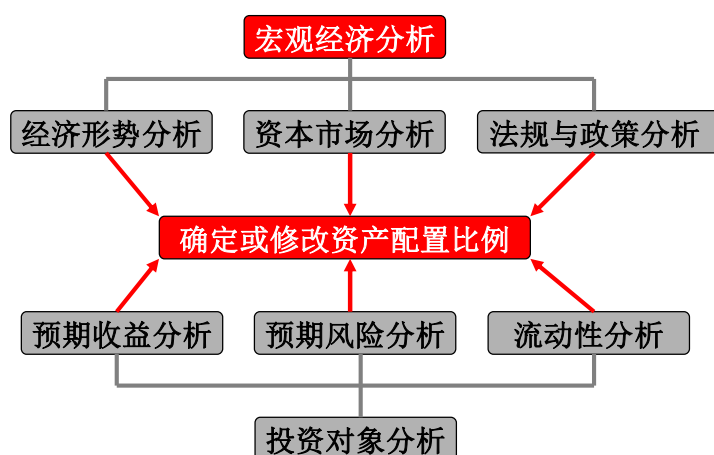 宏观经济分析
经济形势分析
资本市场分析
法规与政策分析
确定或修改资产配置比例
预期收益分析
预期风险分析
流动性分析
投资对象分析